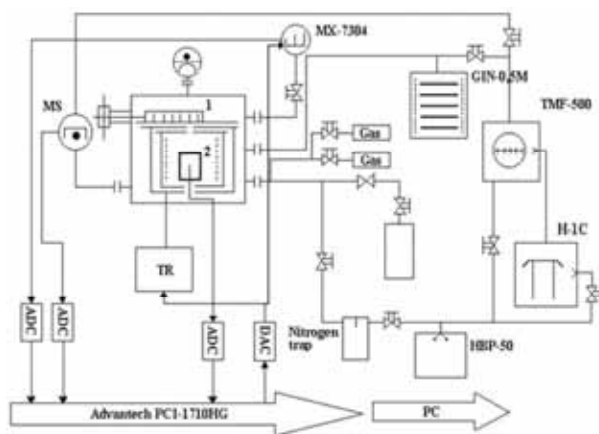 MX-7304
GIN-0,5M
MS
1
TMF-500
Gas
2
Gas
H-1C
TR
ADC
ADC
ADC
DAC
Nitrogen
trap
HBP-50
Advantech PCI-1710HG
PC